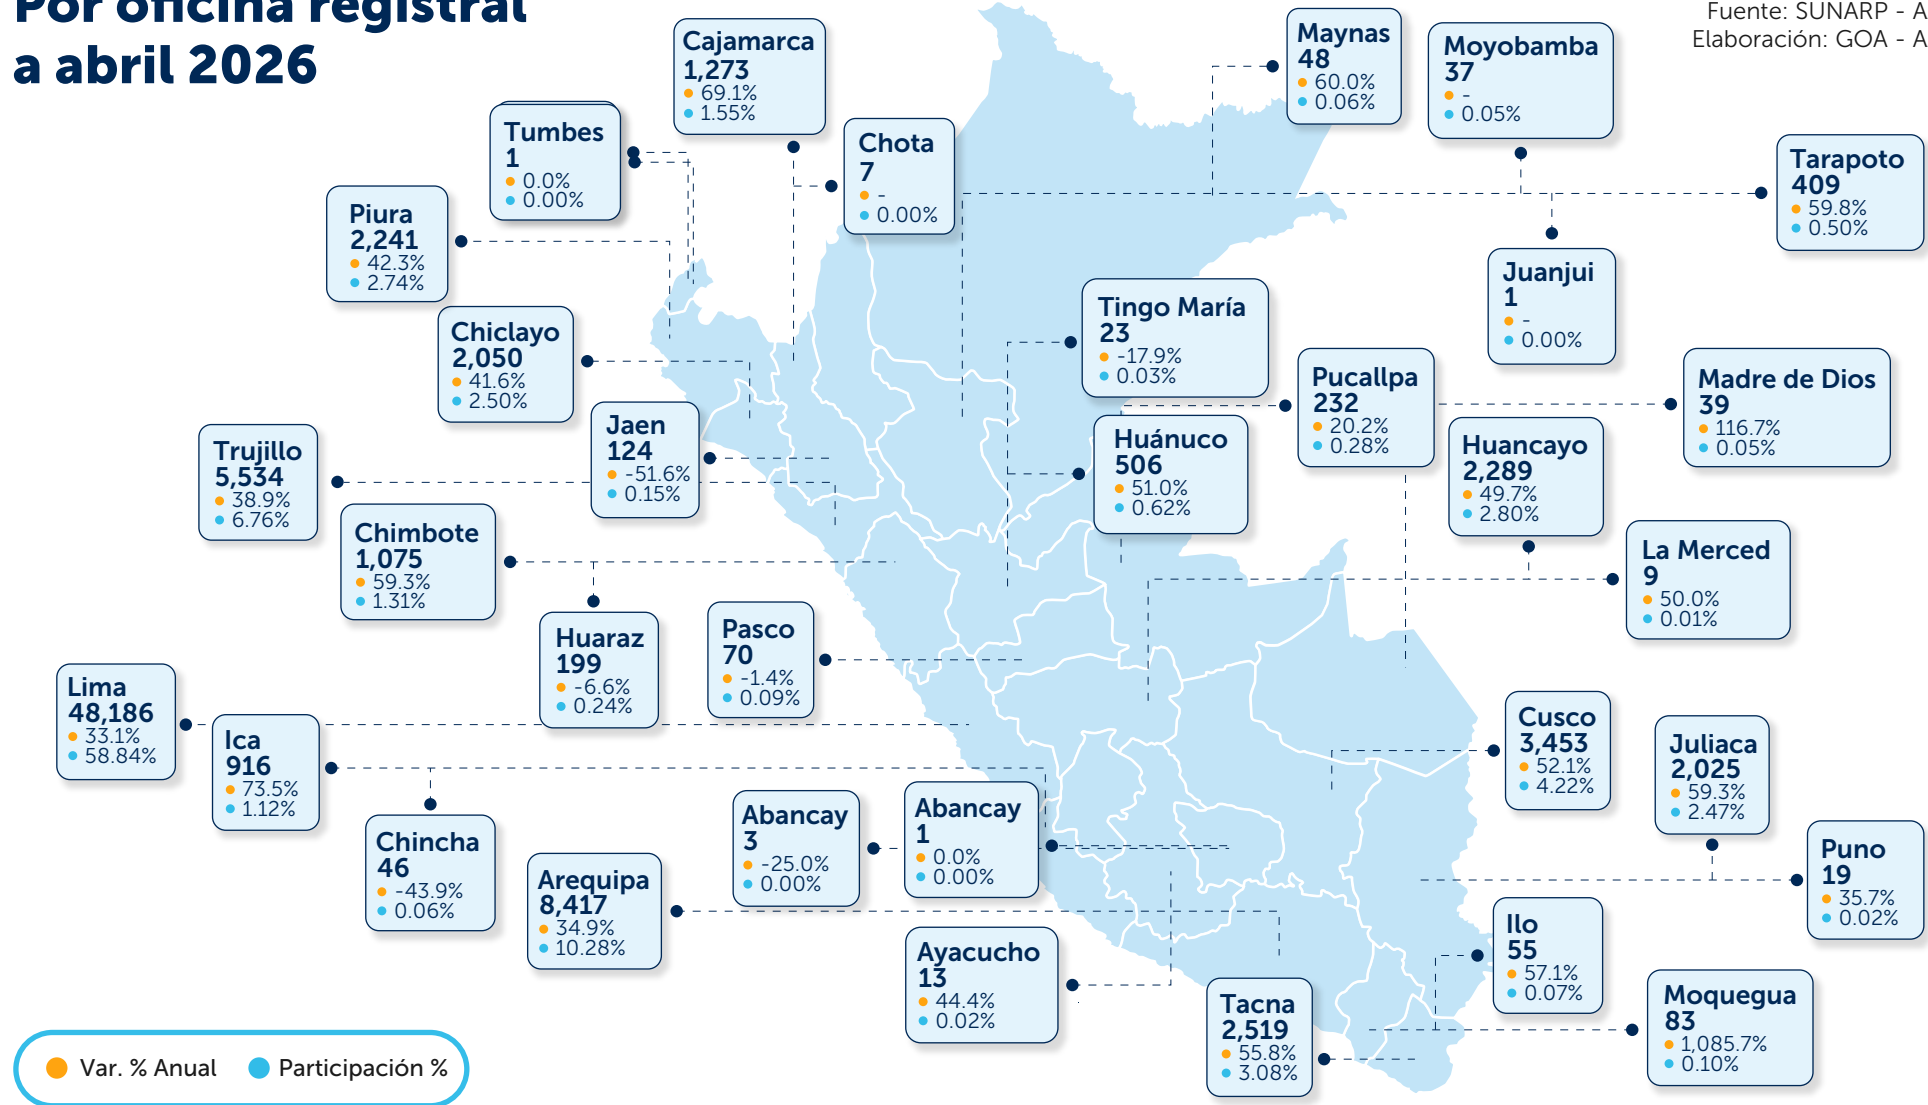 Por oficina registral
a abril 2026
Fuente: SUNARP - A
Elaboración: GOA - A
Cajamarca
1,273
69.1%
1.55%
Maynas
48
60.0%
0.06%
Moyobamba
37
-
0.05%
Tumbes
1
0.0%
0.00%
Chota
7
-
0.00%
Tarapoto
409
59.8%
0.50%
Piura
2,241
42.3%
2.74%
Juanjui
1
-
0.00%
Tingo María
23
-17.9%
0.03%
Chiclayo
2,050
41.6%
2.50%
Pucallpa
232
20.2%
0.28%
Madre de Dios
39
116.7%
0.05%
Jaen
124
-51.6%
0.15%
Huánuco
506
51.0%
0.62%
Huancayo
2,289
49.7%
2.80%
Trujillo
5,534
38.9%
6.76%
Chimbote
1,075
59.3%
1.31%
La Merced
9
50.0%
0.01%
Huaraz
199
-6.6%
0.24%
Pasco
70
-1.4%
0.09%
Lima
48,186
33.1%
58.84%
Ica
916
73.5%
1.12%
Cusco
3,453
52.1%
4.22%
Juliaca
2,025
59.3%
2.47%
Chincha
46
-43.9%
0.06%
Abancay
3
-25.0%
0.00%
Abancay
1
0.0%
0.00%
Puno
19
35.7%
0.02%
Arequipa
8,417
34.9%
10.28%
Ayacucho
13
44.4%
0.02%
Ilo
55
57.1%
0.07%
Tacna
2,519
55.8%
3.08%
Moquegua
83
1,085.7%
0.10%
Var. % Anual
Participación %